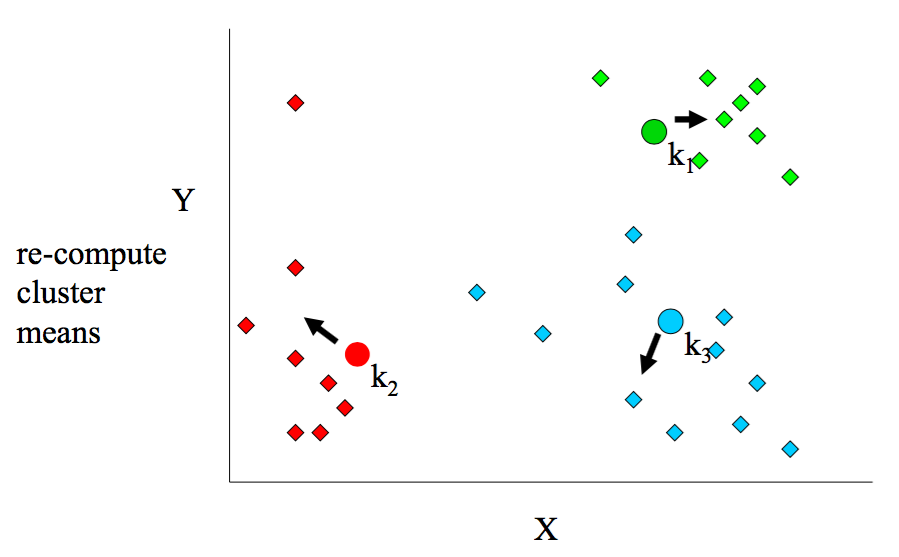 k1
Y
re-compute
cluster
means
k3
k2
X